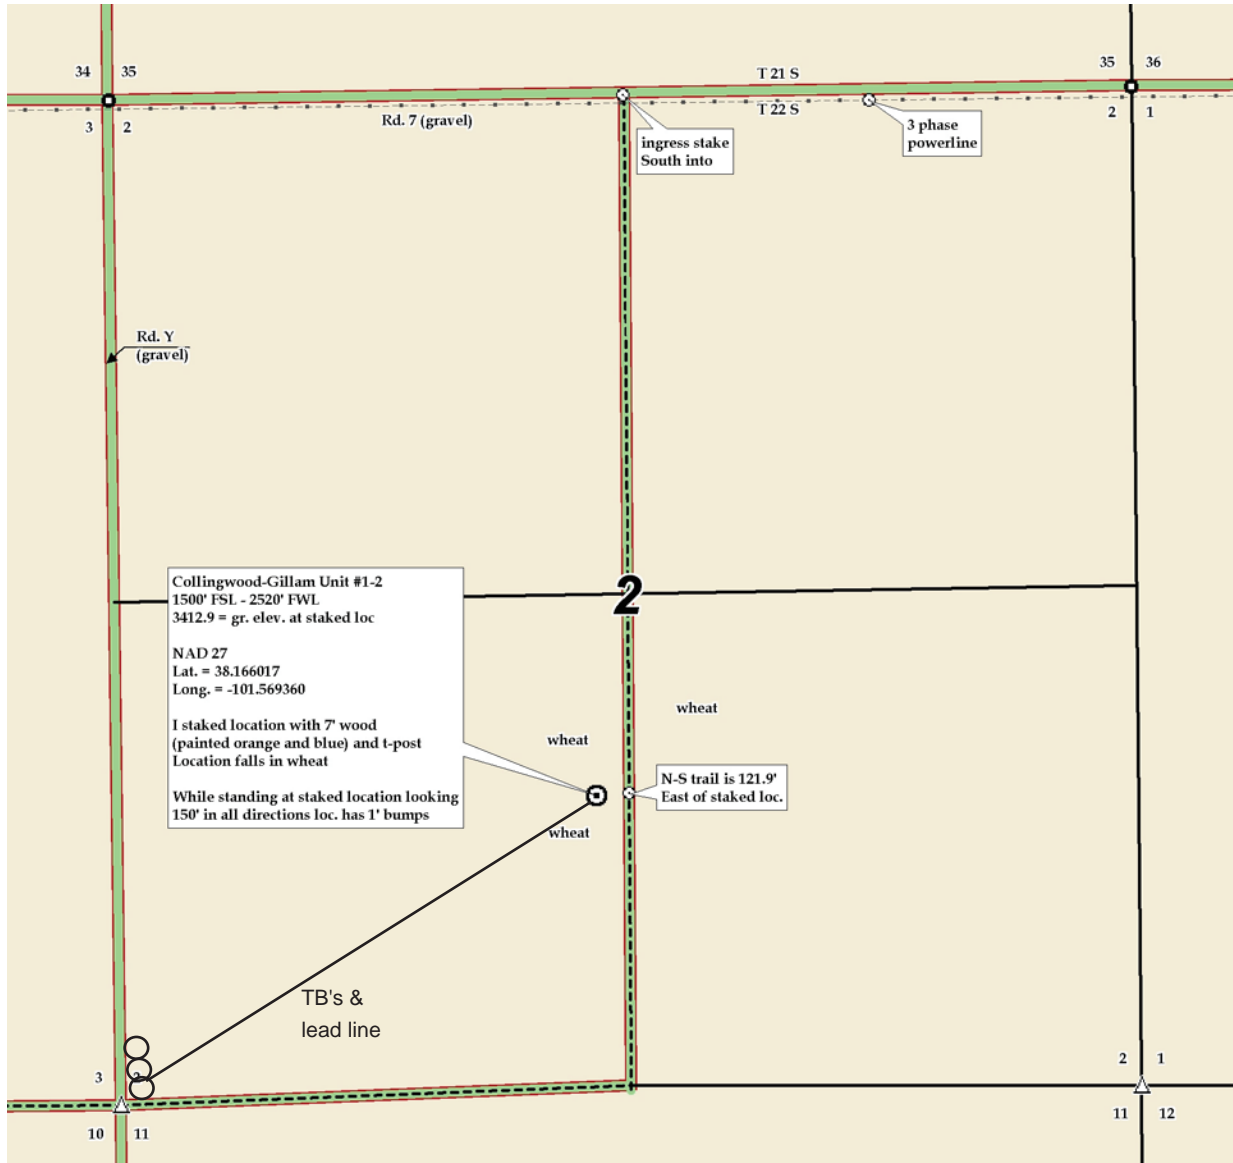 34 35
35 36
T 21 S
T 22 S
3 2
Rd. 7 (gravel)
2 1
ingress stake
South into
3 phase
powerline
Rd. Y
(gravel)
2
Collingwood-Gillam Unit #1-2
1500' FSL - 2520' FWL
3412.9 = gr. elev. at staked loc
NAD 27
Lat. = 38.166017
Long. = -101.569360
I staked location with 7' wood
(painted orange and blue) and t-post
Location falls in wheat
While standing at staked location looking
150' in all directions loc. has 1' bumps
wheat
wheat
N-S trail is 121.9'
East of staked loc.
wheat
TB's &
lead line
3
2 1
10 11
11 12